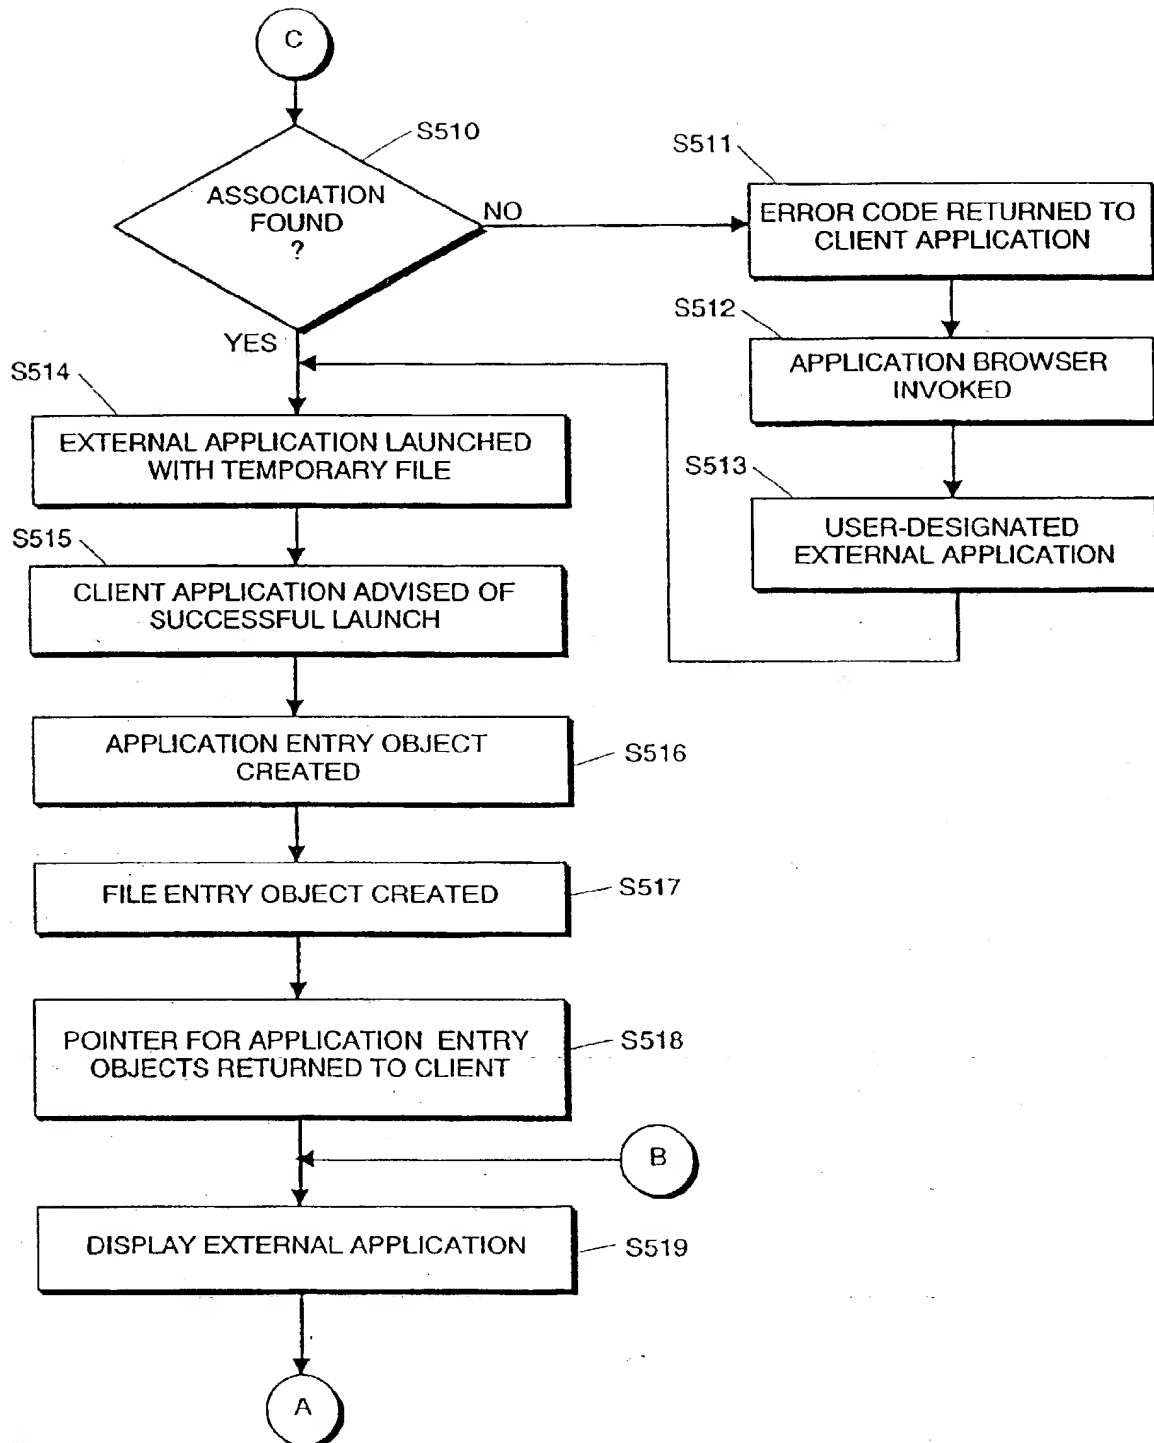 C
S510
ASSOCIATION
FOUND
?
NO
YES
S511
ERROR CODE RETURNED TO
CLIENT APPLICATION
S512
APPLICATION BROWSER
INVOKED
S513
USER-DESIGNATED
EXTERNAL APPLICATION
S514
EXTERNAL APPLICATION LAUNCHED
WITH TEMPORARY FILE
S515
CLIENT APPLICATION ADVISED OF
SUCCESSFUL LAUNCH
APPLICATION ENTRY OBJECT
CREATED
S516
FILE ENTRY OBJECT CREATED
S517
POINTER FOR APPLICATION ENTRY
OBJECTS RETURNED TO CLIENT
S518
B
DISPLAY EXTERNAL APPLICATION
S519
A